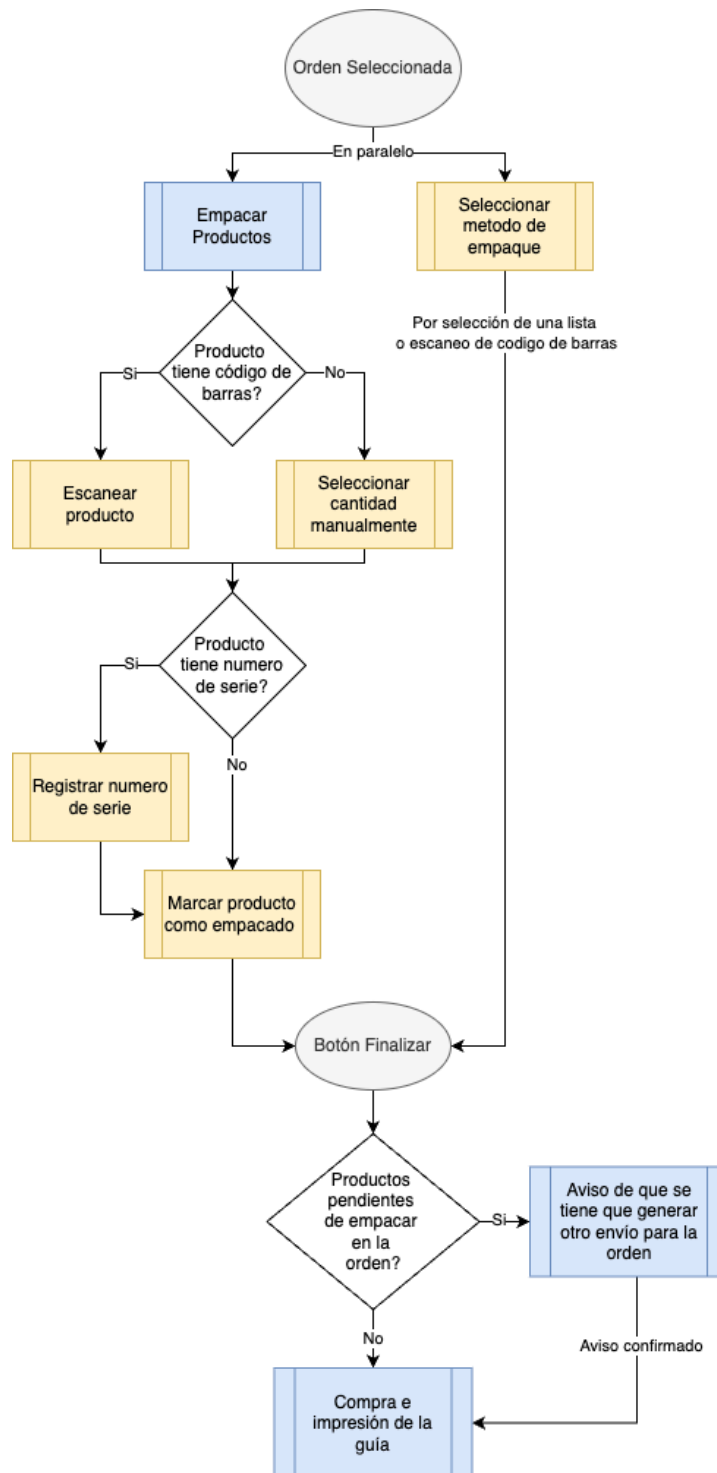 Orden Seleccionada
En paralelo
Empacar
Productos
Seleccionar
metodo de
empaque
Por selección de una lista
o escaneo de codigo de barras
Producto
tiene código de
barras?
Si
No
Escanear
producto
Seleccionar
cantidad
manualmente
Producto
tiene numero
de serie?
Si
No
Registrar numero
de serie
Marcar producto
como empacado
Botón Finalizar
Productos
pendientes
de empacar
en la
orden?
Si
Aviso de que se
tiene que generar
otro envío para la
orden
No
Aviso confirmado
Compra e
impresión de la
guía